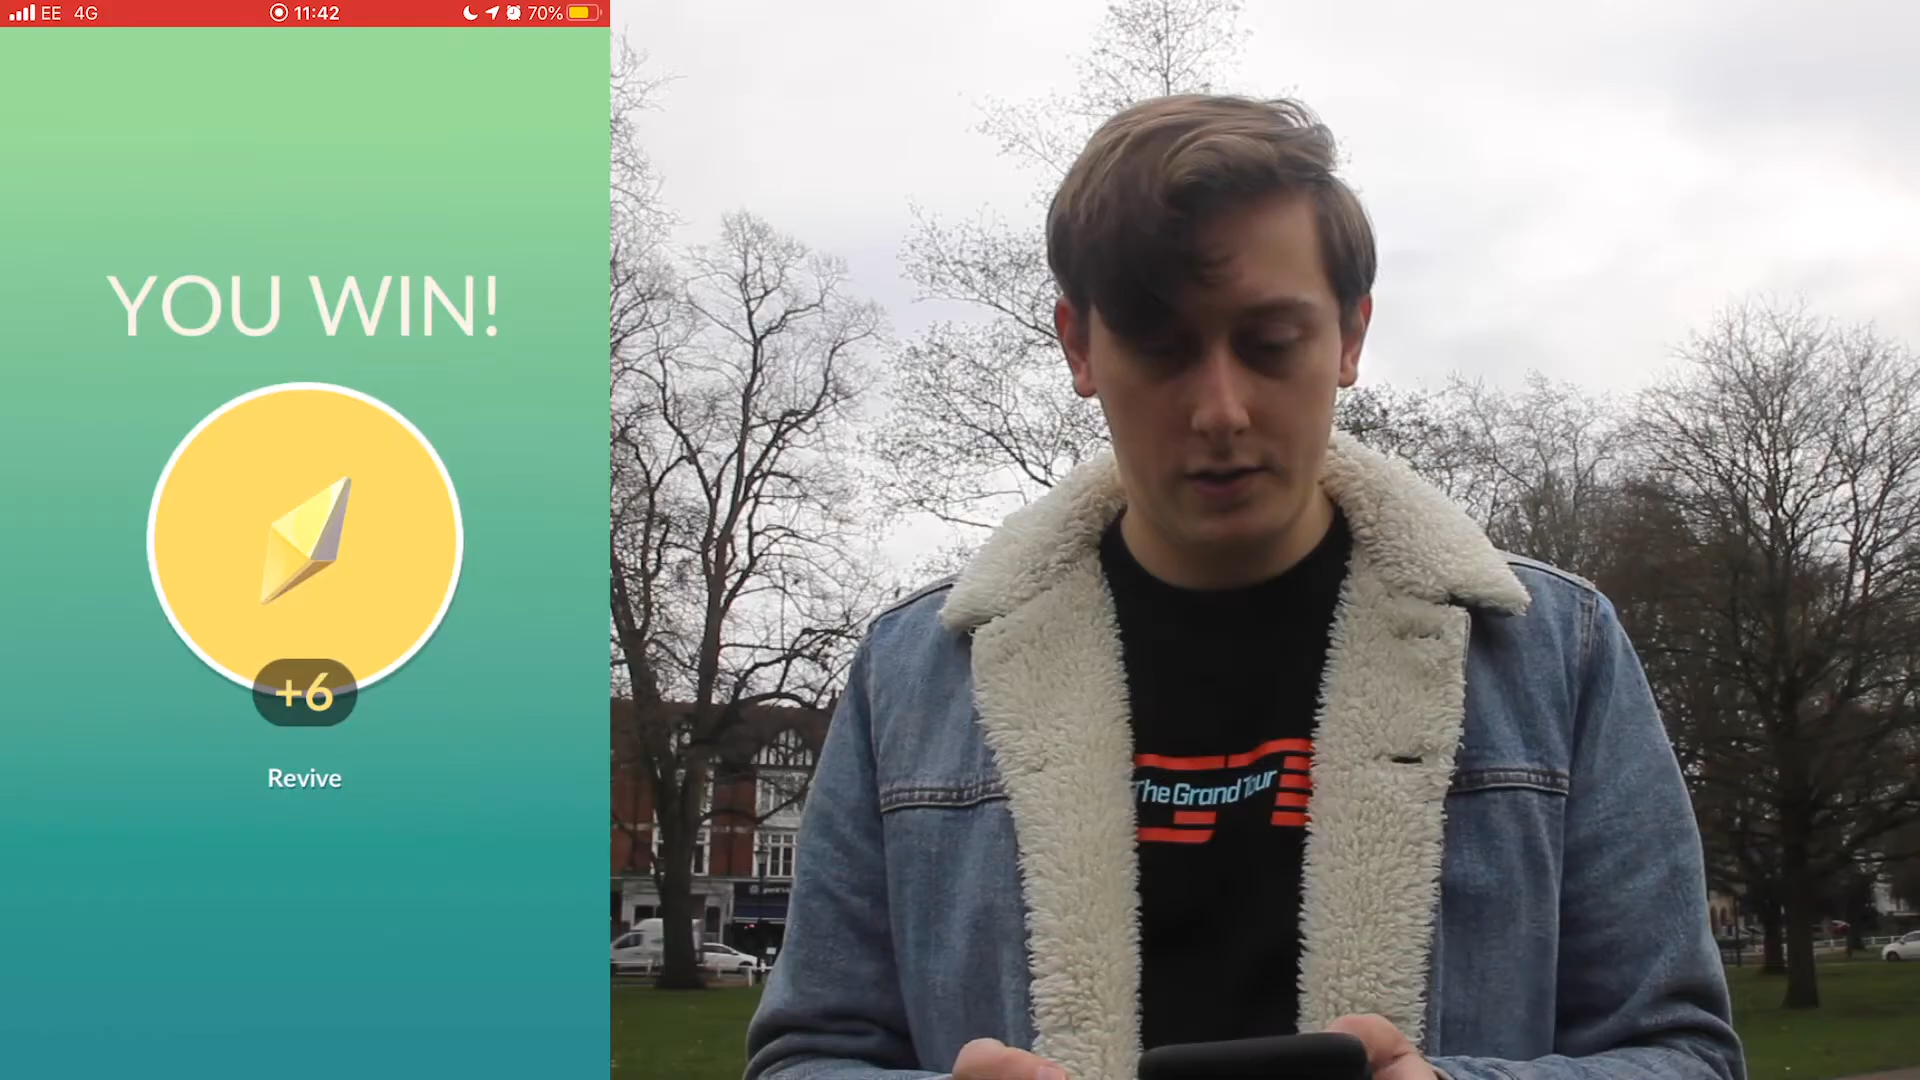 EE 4G 11:42 70%
YOU WIN!
+6
Revive
The Grand Tour